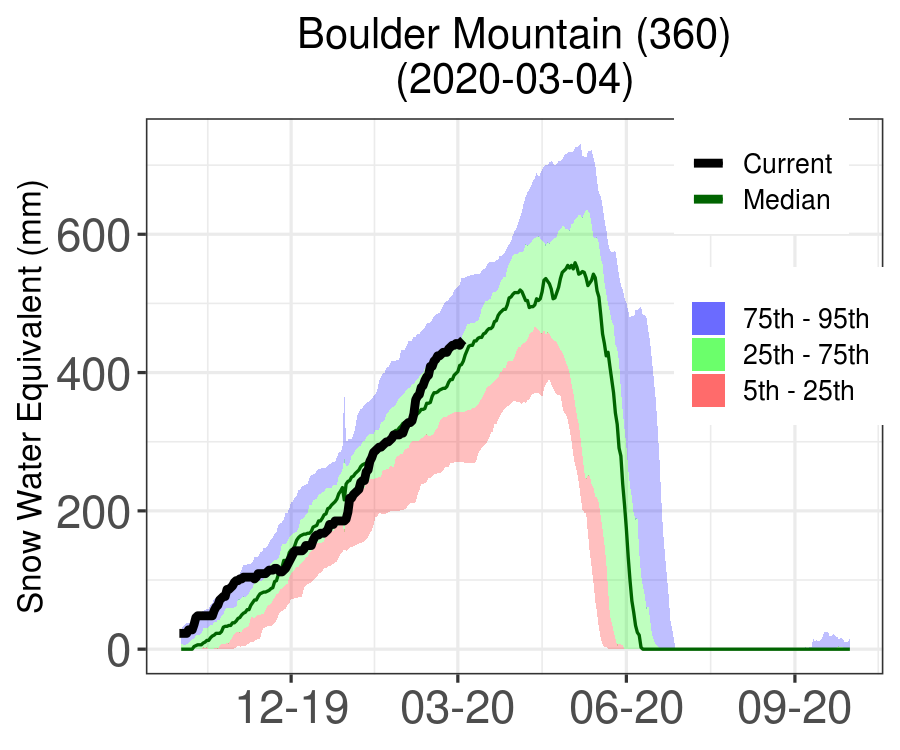 Boulder Mountain (360)
(2020-03-04)
Snow Water Equivalent (mm)
600
400
200
0
12-19
03-20
06-20
09-20
Current
Median
75th - 95th
25th - 75th
5th - 25th